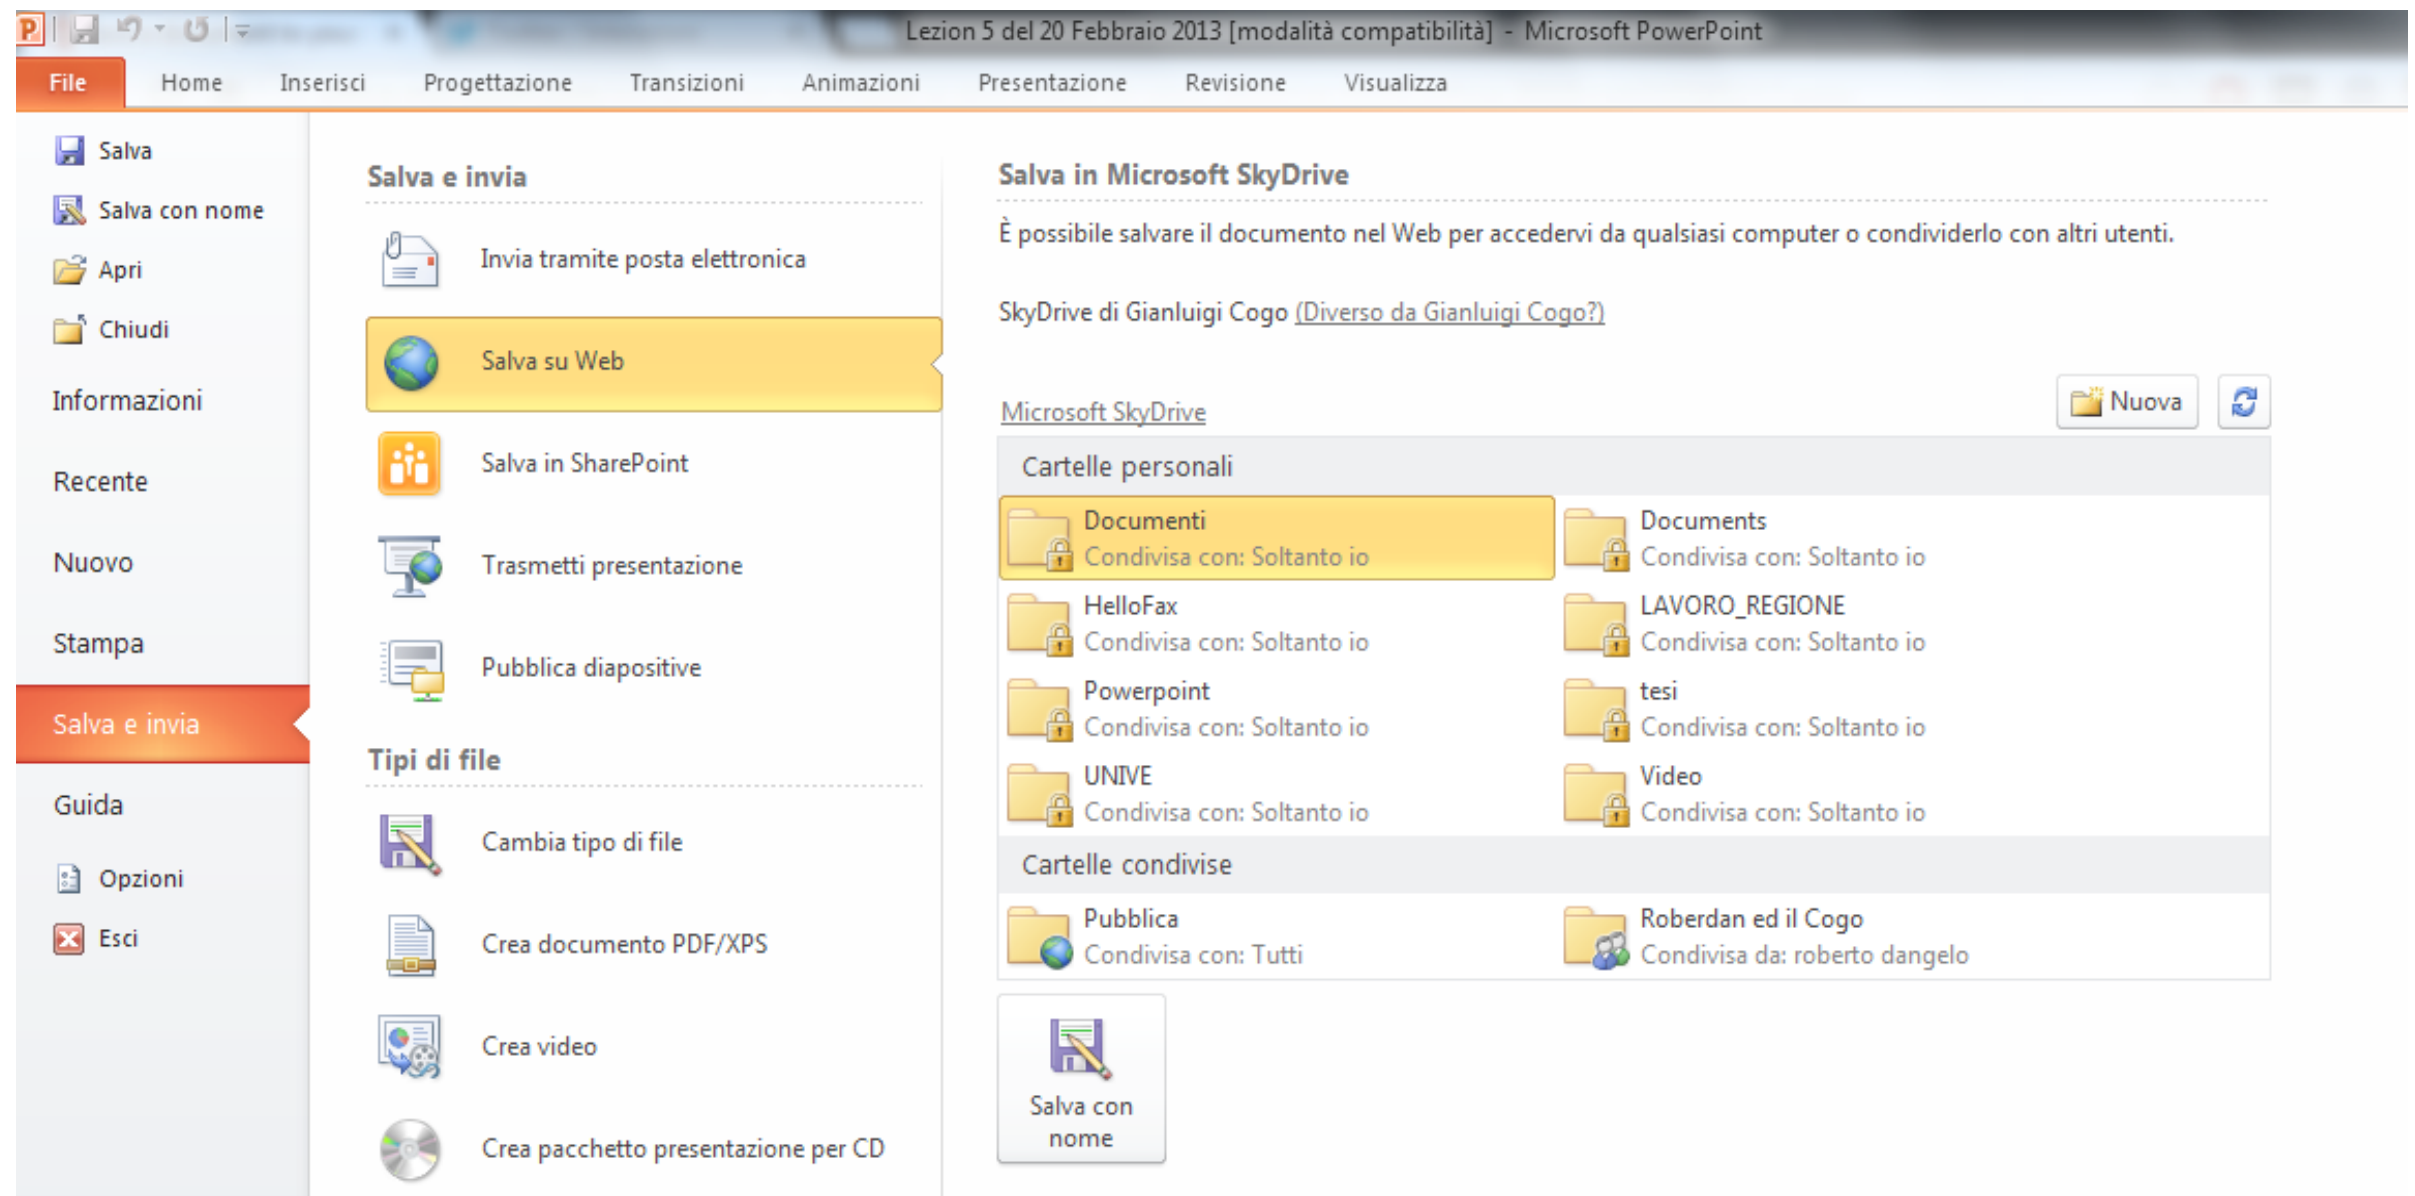 Lezion 5 del 20 Febbraio 2013 [modalità compatibilità] - Microsoft PowerPoint
File Home Inserisci Progettazione Transizioni Animazioni Presentazione Revisione Visualizza
Salva
Salva con nome
Apri
Chiudi
Informazioni
Recente
Nuovo
Stampa
Salva e invia
Guida
Opzioni
Esci
Salva e invia
Invia tramite posta elettronica
Salva su Web
Salva in SharePoint
Trasmetti presentazione
Pubblica diapositive
Tipi di file
Cambia tipo di file
Crea documento PDF/XPS
Crea video
Crea pacchetto presentazione per CD
Salva in Microsoft SkyDrive
È possibile salvare il documento nel Web per accedervi da qualsiasi computer o condividerlo con altri utenti.
SkyDrive di Gianluigi Cogo (Diverso da Gianluigi Cogo?)
Microsoft SkyDrive
Nuova
Cartelle personali
Documenti
Condivisa con: Soltanto io
Documents
Condivisa con: Soltanto io
HelloFax
Condivisa con: Soltanto io
LAVORO_REGIONE
Condivisa con: Soltanto io
Powerpoint
Condivisa con: Soltanto io
tesi
Condivisa con: Soltanto io
UNIVE
Condivisa con: Soltanto io
Video
Condivisa con: Soltanto io
Cartelle condivise
Pubblica
Condivisa con: Tutti
Roberdan ed il Cogo
Condivisa da: roberto dangelo
Salva con
nome